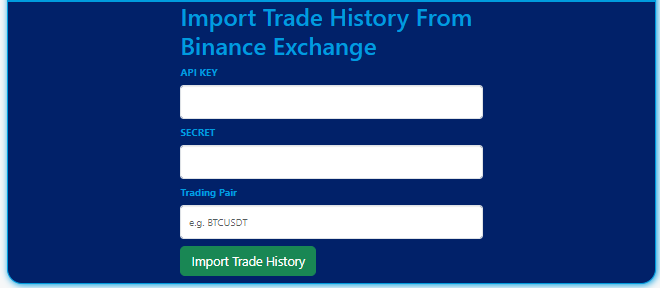 Import Trade History From
Binance Exchange
API KEY
SECRET
Trading Pair
e.g. BTCUSDT
Import Trade History